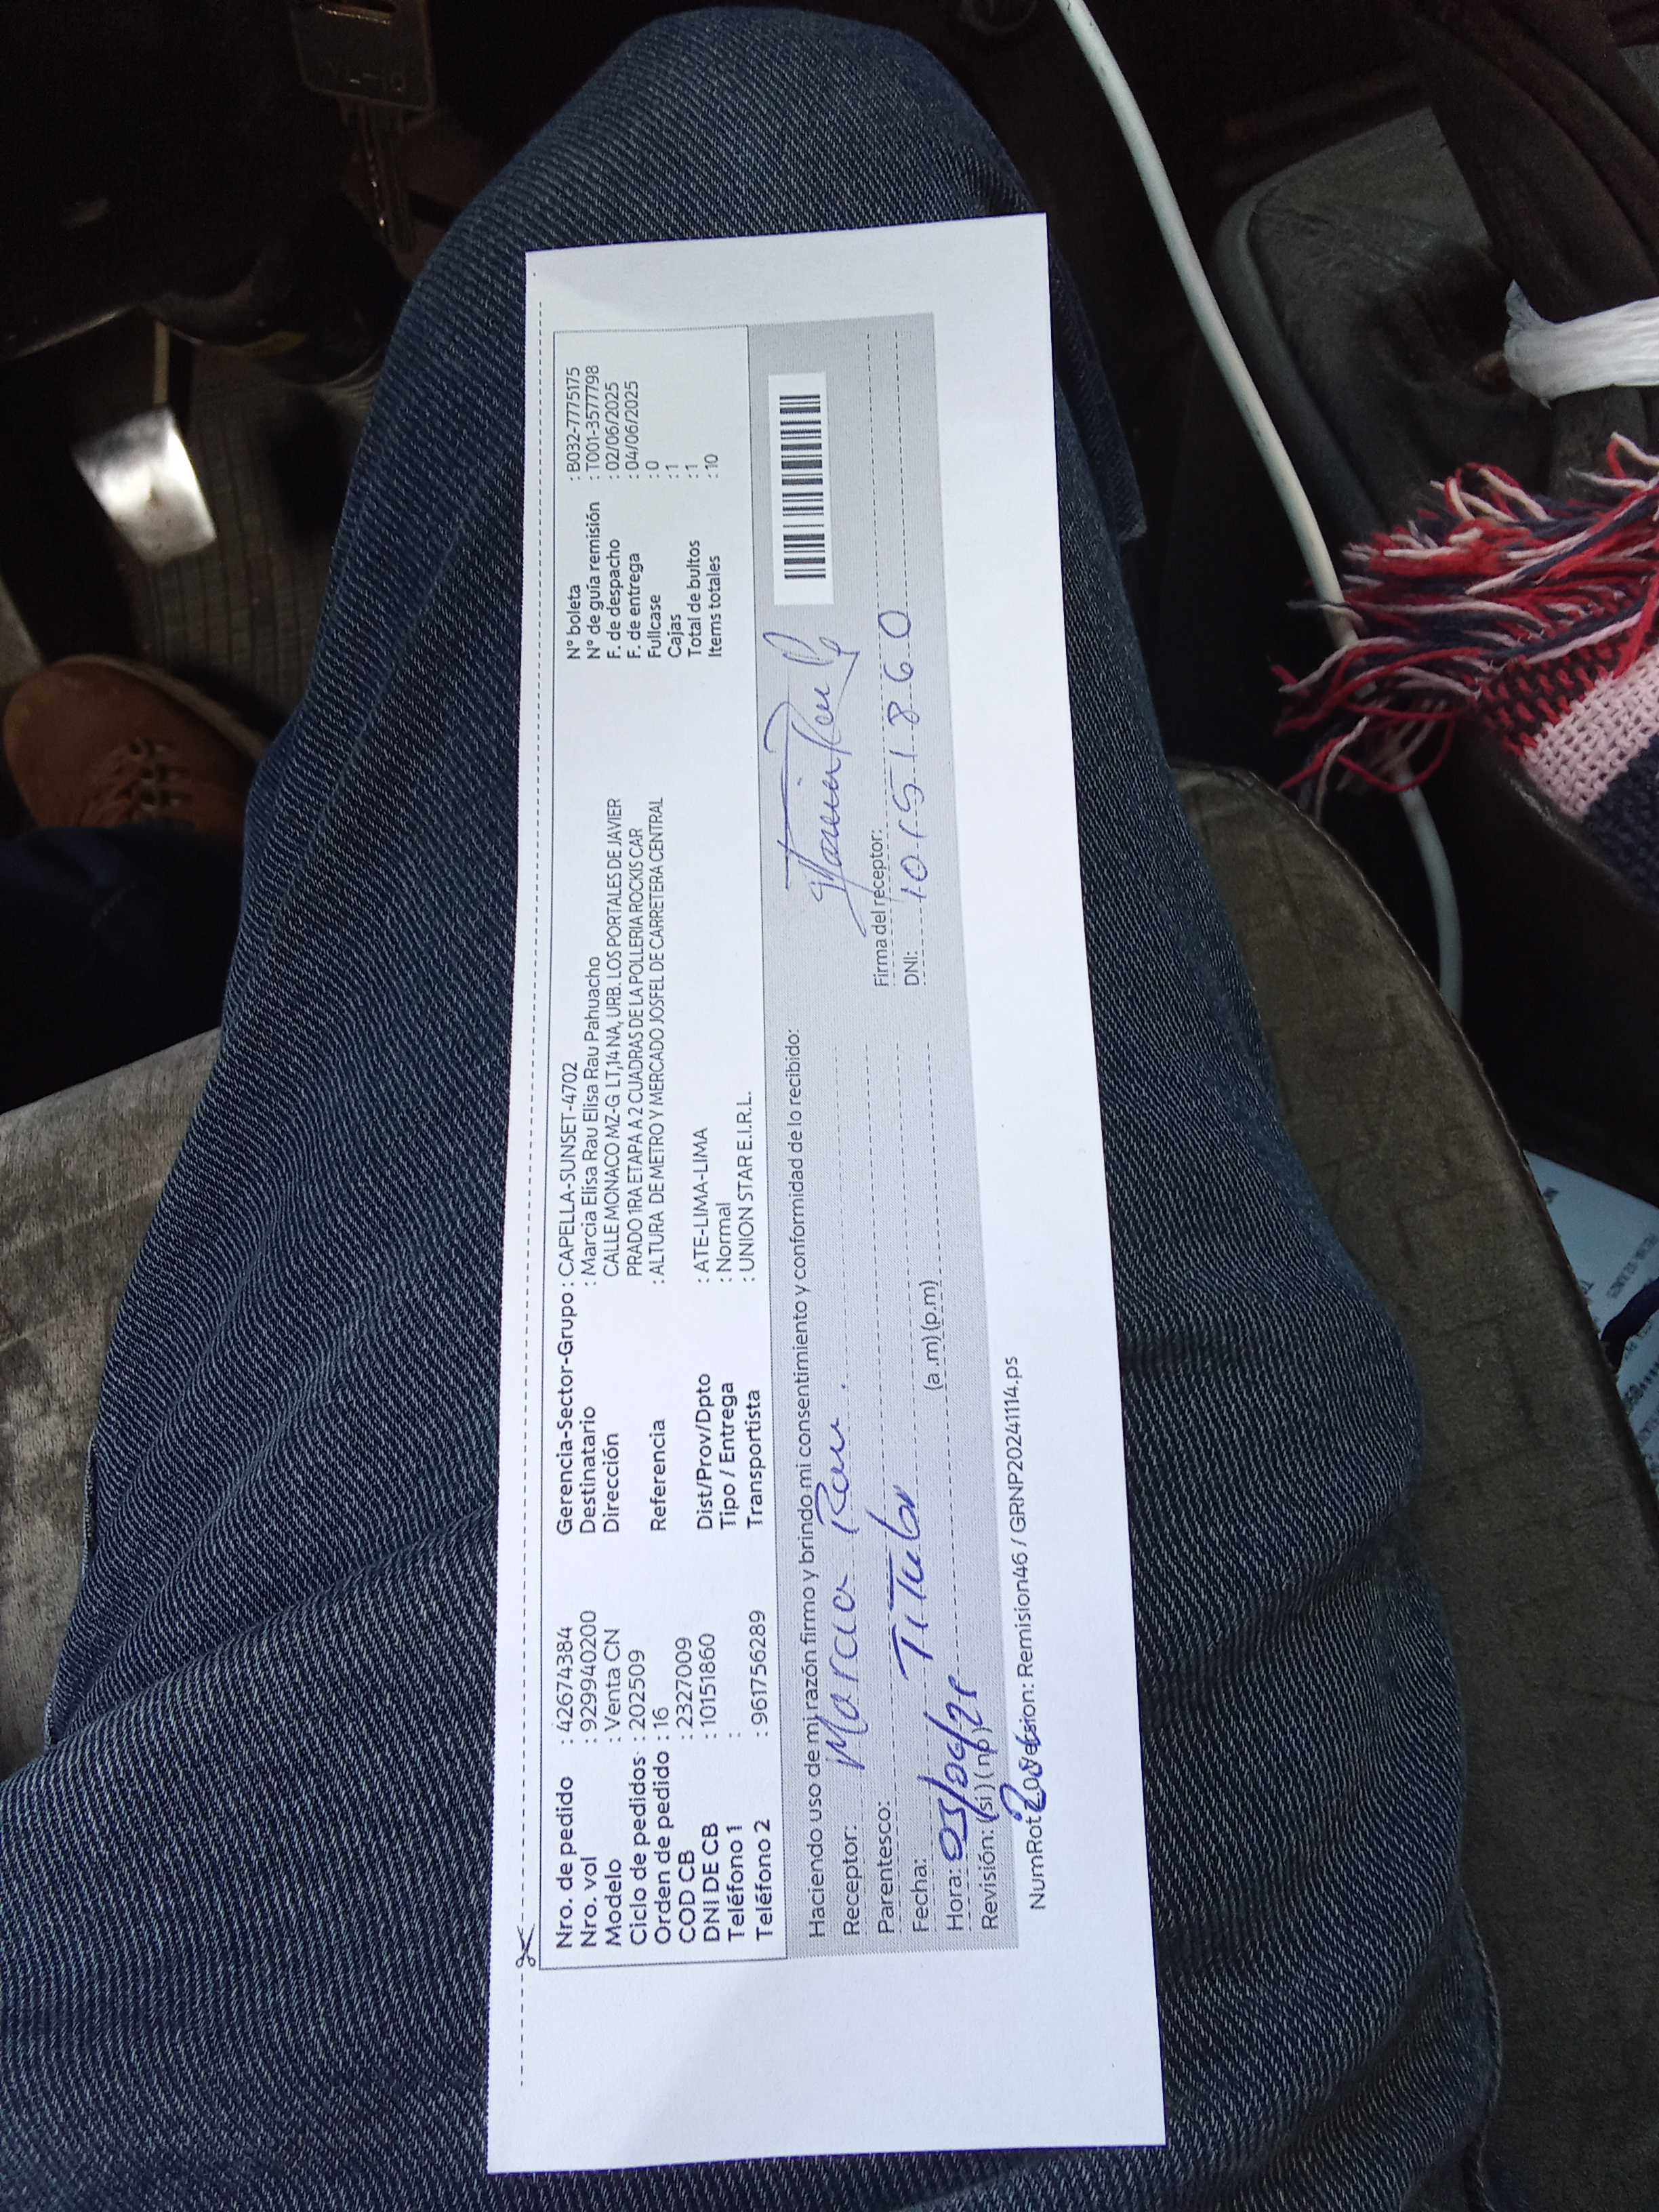 Nro. de pedido : 42674384
Nro. val : 9299402000
Modelo : Venta CN
Ciclo de pedidos : 202509
Orden de pedido : 16
COD CB : 2327009
DNI DE CB : 10151860
Teléfono 1 :
Teléfono 2 : 961756289
Gerencia-Sector-Grupo : CAPELLA-SUNSET-4702
Destinatario : Marcia Elisa Rau Elisa Rau Pahuacho
Dirección CALLE MONACO MZ-G LT,14 NA, URB. LOS PORTALES DE JAVIER
PRADO 1RA ETAPA A 2 CUADRAS DE LA POLLERIA ROCKIS CAR
Referencia : ALTURA DE METRO Y MERCADO JOSFEL DE CARRETERA CENTRAL
Dist/Prov/Dpto : ATE-LIMA-LIMA
Tipo / Entrega : Normal
Transportista : UNION STAR E.I.R.L.
N° boleta : B032-7775175
N° de guía remisión : T001-3577798
F. de despacho : 02/06/2025
F. de entrega : 04/06/2025
Fullcase : 0
Cajas : 1
Total de bultos : 1
Items totales : 10
Haciendo uso de mi razón firmo y brindo mi consentimiento y conformidad de lo recibido:
Receptor: Marcia Rau.
Parentesco: Titular
Fecha:
Hora: (a .m) (p.m)
Revisión: (si ) ( no )
Firma del receptor:
DNI: 10151860
Remision46 / GRNP20241114.ps